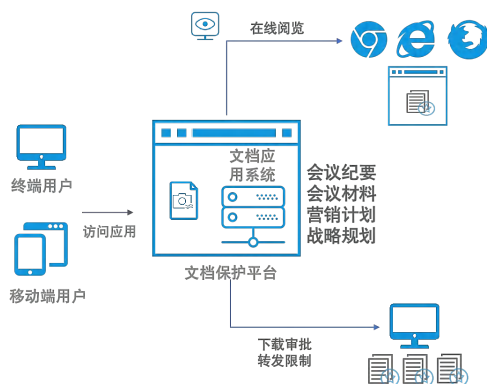 在线阅览
终端用户
访问应用
移动端用户
文档应
用系统
会议纪要
会议材料
营销计划
战略规划
文档保护平台
下载审批
转发限制